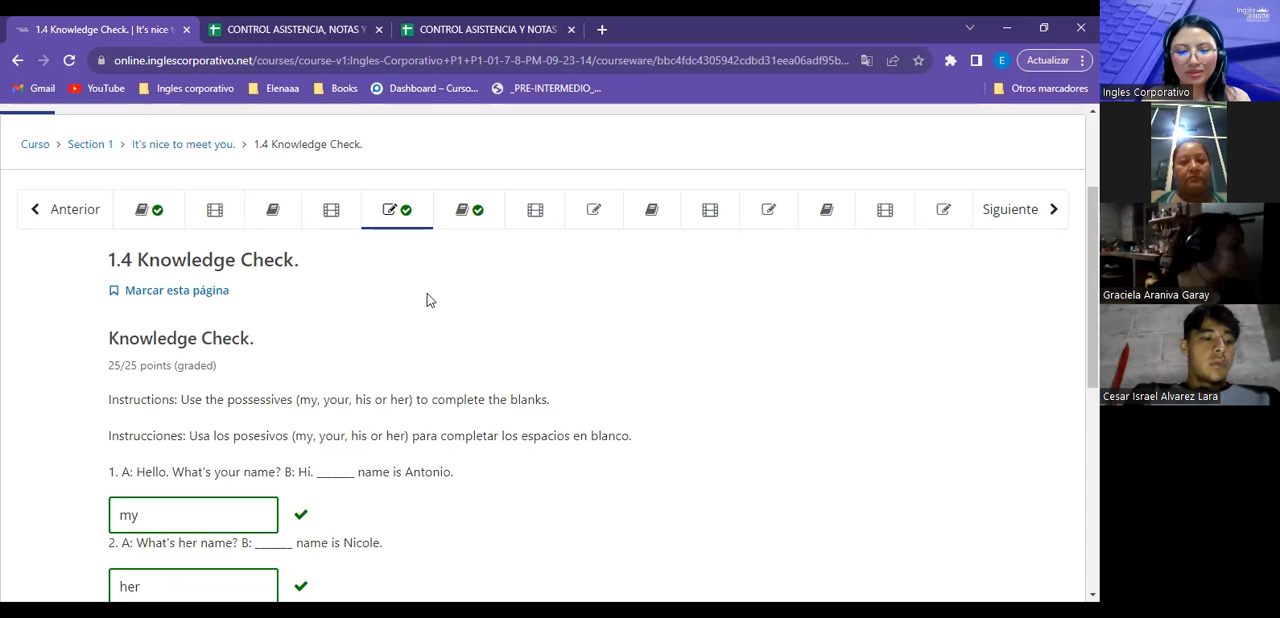 1.4 Knowledge Check. | It's nice t
CONTROL ASISTENCIA, NOTAS Y
CONTROL ASISTENCIA Y NOTAS
online.inglescorporativo.net/courses/course-v1:Ingles-Corporativo+P1+P1-01-7-8-PM-09-23-14/courseware/bbc4fdc4305942cdbd31eea06adf95b...
E
Actualizar
Gmail
YouTube
Ingles corporativo
Elenaaa
Books
Dashboard – Curso...
_PRE-INTERMEDIO_...
Otros marcadores
Curso > Section 1 > It's nice to meet you. > 1.4 Knowledge Check.
Anterior
Siguiente
1.4 Knowledge Check.
Marcar esta página
Knowledge Check.
25/25 points (graded)
Instructions: Use the possessives (my, your, his or her) to complete the blanks.
Instrucciones: Usa los posesivos (my, your, his or her) para completar los espacios en blanco.
1. A: Hello. What's your name? B: Hi. ______ name is Antonio.
my
2. A: What's her name? B: ______ name is Nicole.
her
Ingles
Ingles Corporativo
Graciela Araniva Garay
Cesar Israel Alvarez Lara